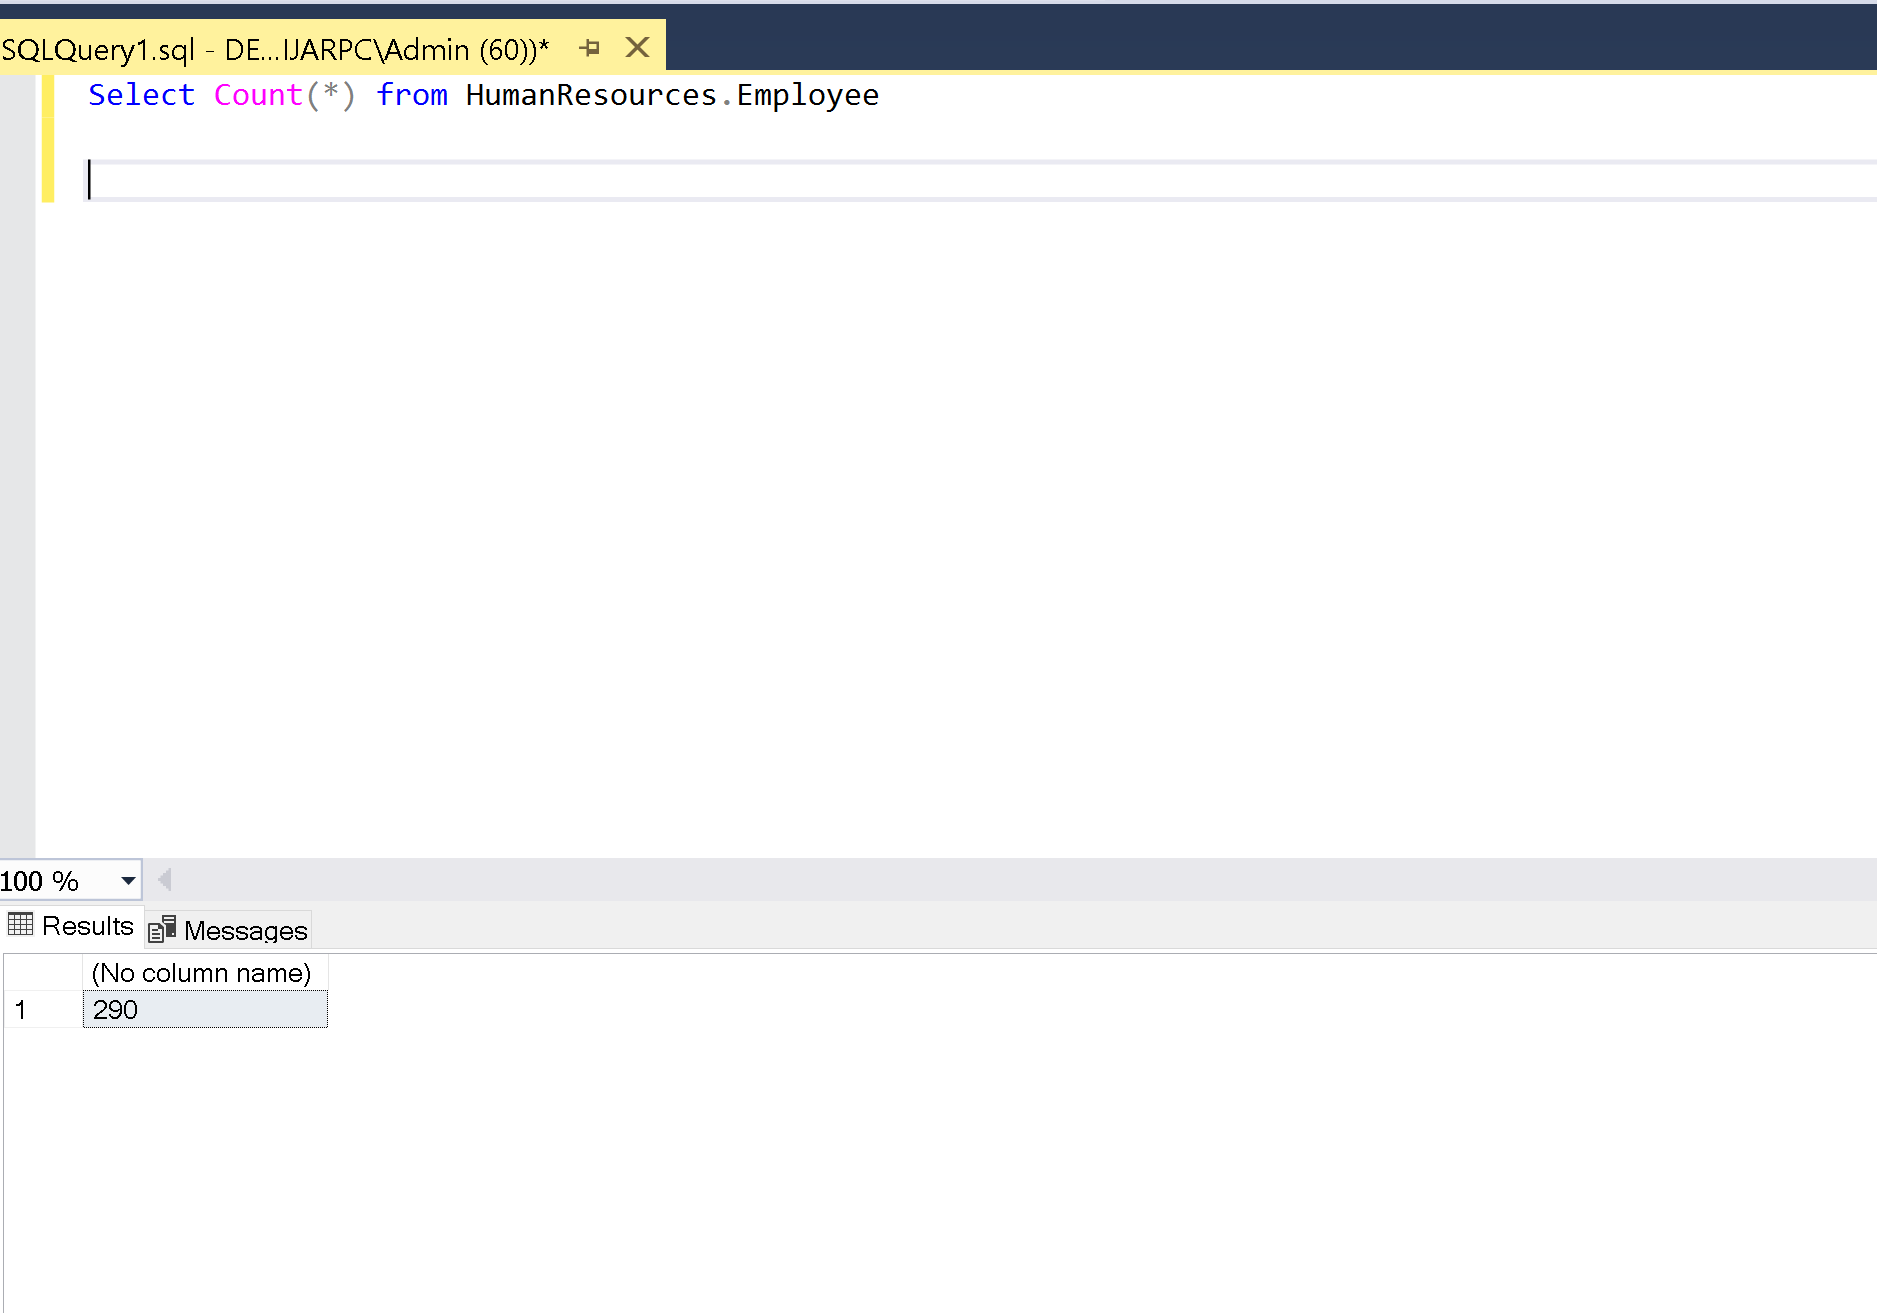 SQLQuery1.sql - DE...IJARPC\Admin (60))*
Select Count(*) from HumanResources.Employee
100 %
Results Messages
(No column name)
1 290